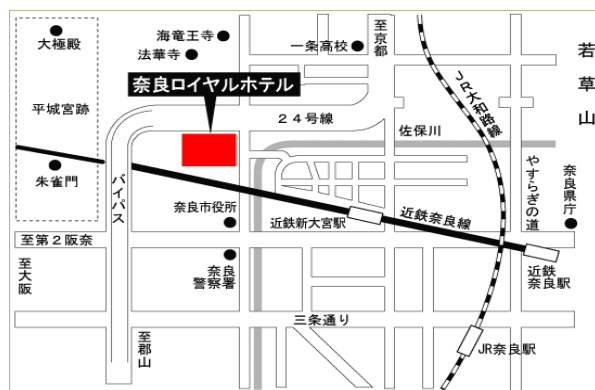 海竜王寺
大極殿
法華寺
一条高校
至京都
若草山
奈良ロイヤルホテル
JR大和路線
平城宮跡
24号線
佐保川
朱雀門
バイパス
やすらぎの道
奈良県庁
奈良市役所
近鉄新大宮駅
近鉄奈良線
至第2阪奈
至大阪
奈良
警察署
近鉄
奈良駅
三条通り
至郡山
JR奈良駅